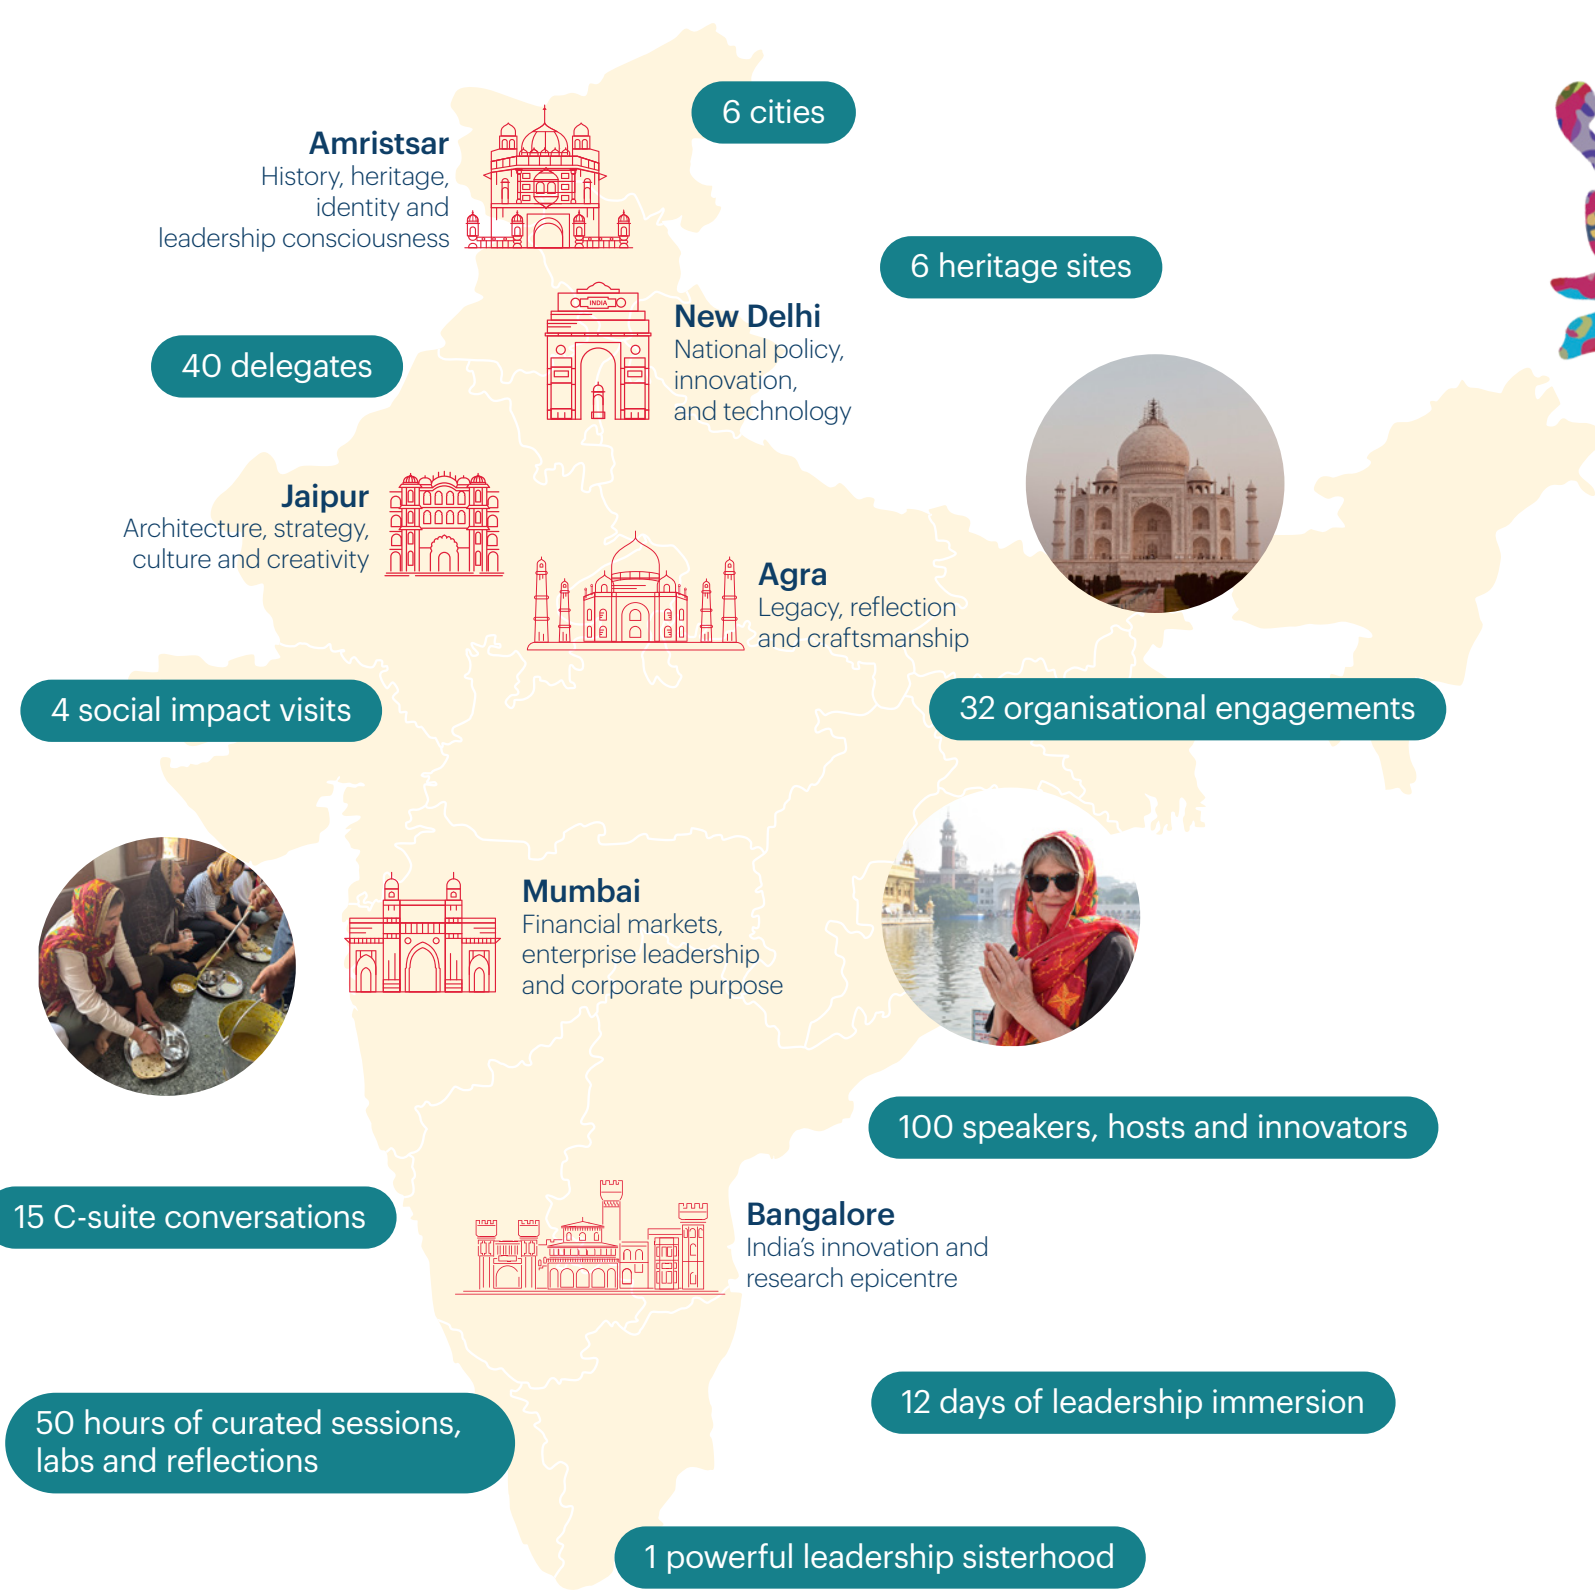 6 cities
Amristsar
History, heritage,
identity and
leadership consciousness
6 heritage sites
INDIA
New Delhi
National policy,
innovation,
and technology
40 delegates
Jaipur
Architecture, strategy,
culture and creativity
Agra
Legacy, reflection
and craftsmanship
4 social impact visits
32 organisational engagements
Mumbai
Financial markets,
enterprise leadership
and corporate purpose
100 speakers, hosts and innovators
15 C-suite conversations
Bangalore
India’s innovation and
research epicentre
12 days of leadership immersion
50 hours of curated sessions,
labs and reflections
1 powerful leadership sisterhood